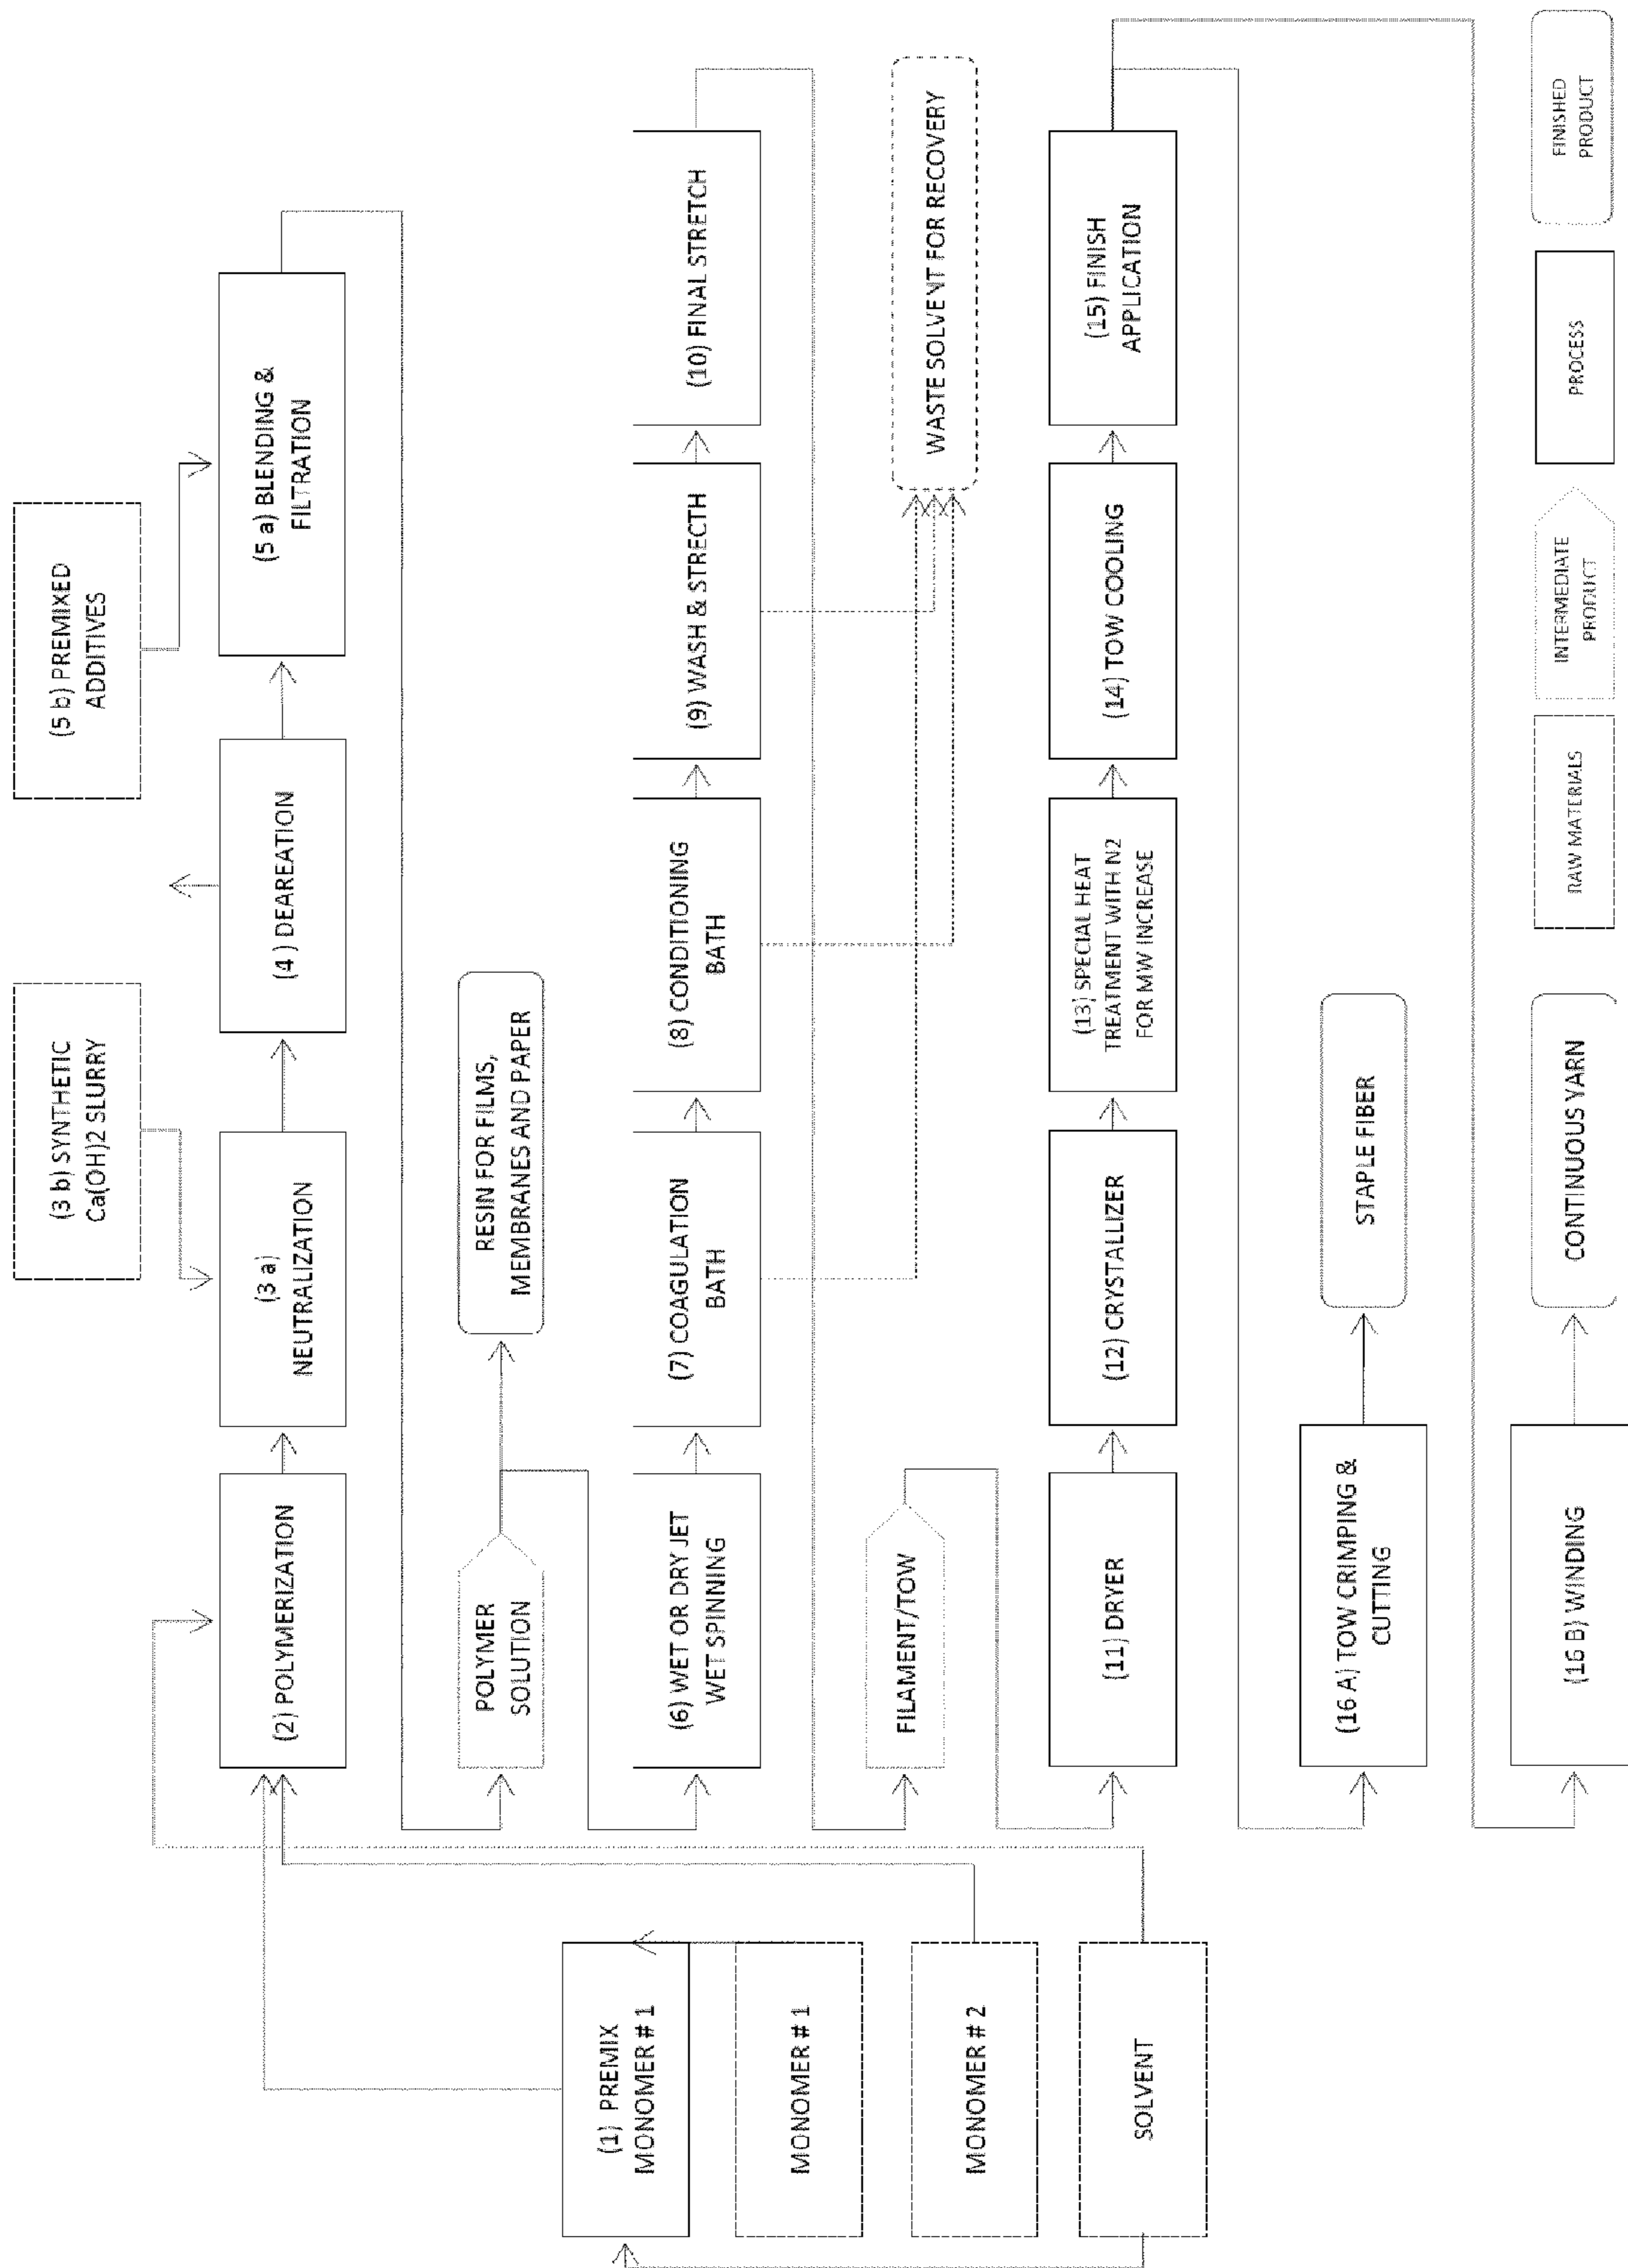 (3 b) SYNTHETIC
Ca(OH)2 SLURRY
(5 b) PREMIXED
ADDITIVES
(2) POLYMERIZATION
(3 a)
NEUTRALIZATION
(4 ) DEAREATION
(5 a) BLENDING &
FILTRATION
POLYMER
SOLUTION
RESIN FOR FILMS,
MEMBRANES AND PAPER
(1) PREMIX
MONOMER # 1
MONOMER # 1
MONOMER # 2
SOLVENT
(6) WET OR DRY JET
WET SPINNING
(7) COAGULATION
BATH
(8) CONDITIONING
BATH
(9) WASH & STRECTH
(10) FINAL STRETCH
FILAMENT/TOW
WASTE SOLVENT FOR RECOVERY
(11) DRYER
(12) CRYSTALLIZER
(13) SPECIAL HEAT
TREATMENT WITH N2
FOR MW INCREASE
(14) TOW COOLING
(15) FINISH
APPLICATION
(16 A) TOW CRIMPING &
CUTTING
STAPLE FIBER
(16 B) WINDING
CONTINUOUS YARN
RAW MATERIALS
INTERMEDIATE
PRODUCT
PROCESS
FINISHED
PRODUCT